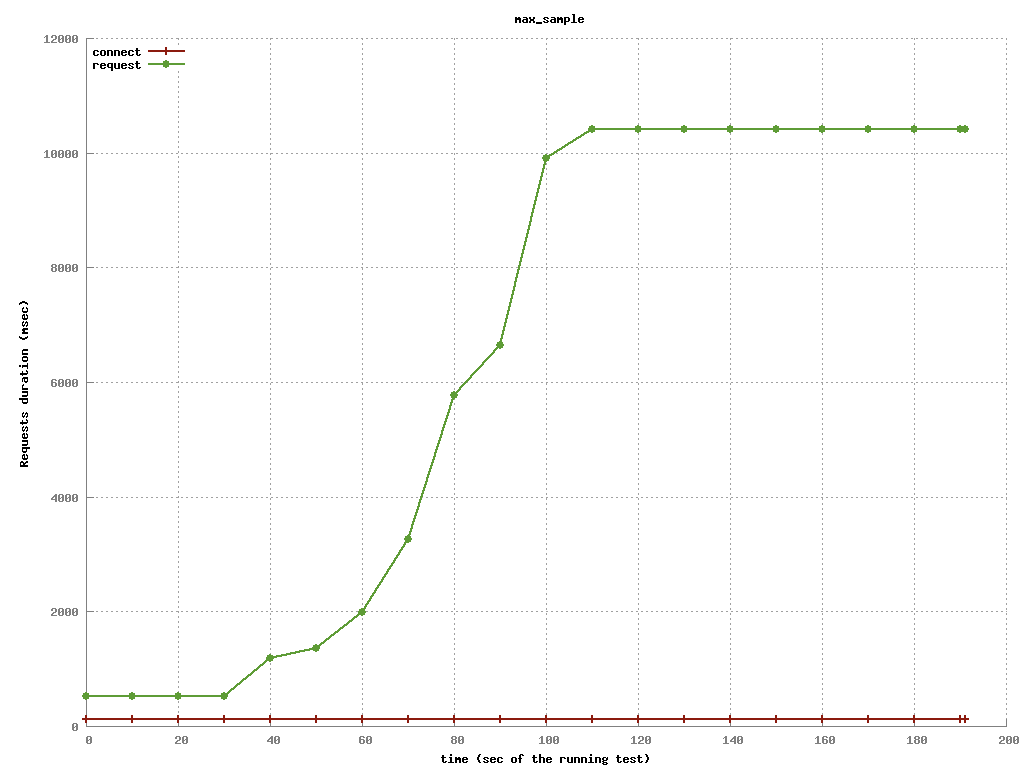 max_sample
12000
connect
request
10000
8000
6000
4000
2000
0
Requests duration (msec)
0 20 40 60 80 100 120 140 160 180 200
time (sec of the running test)